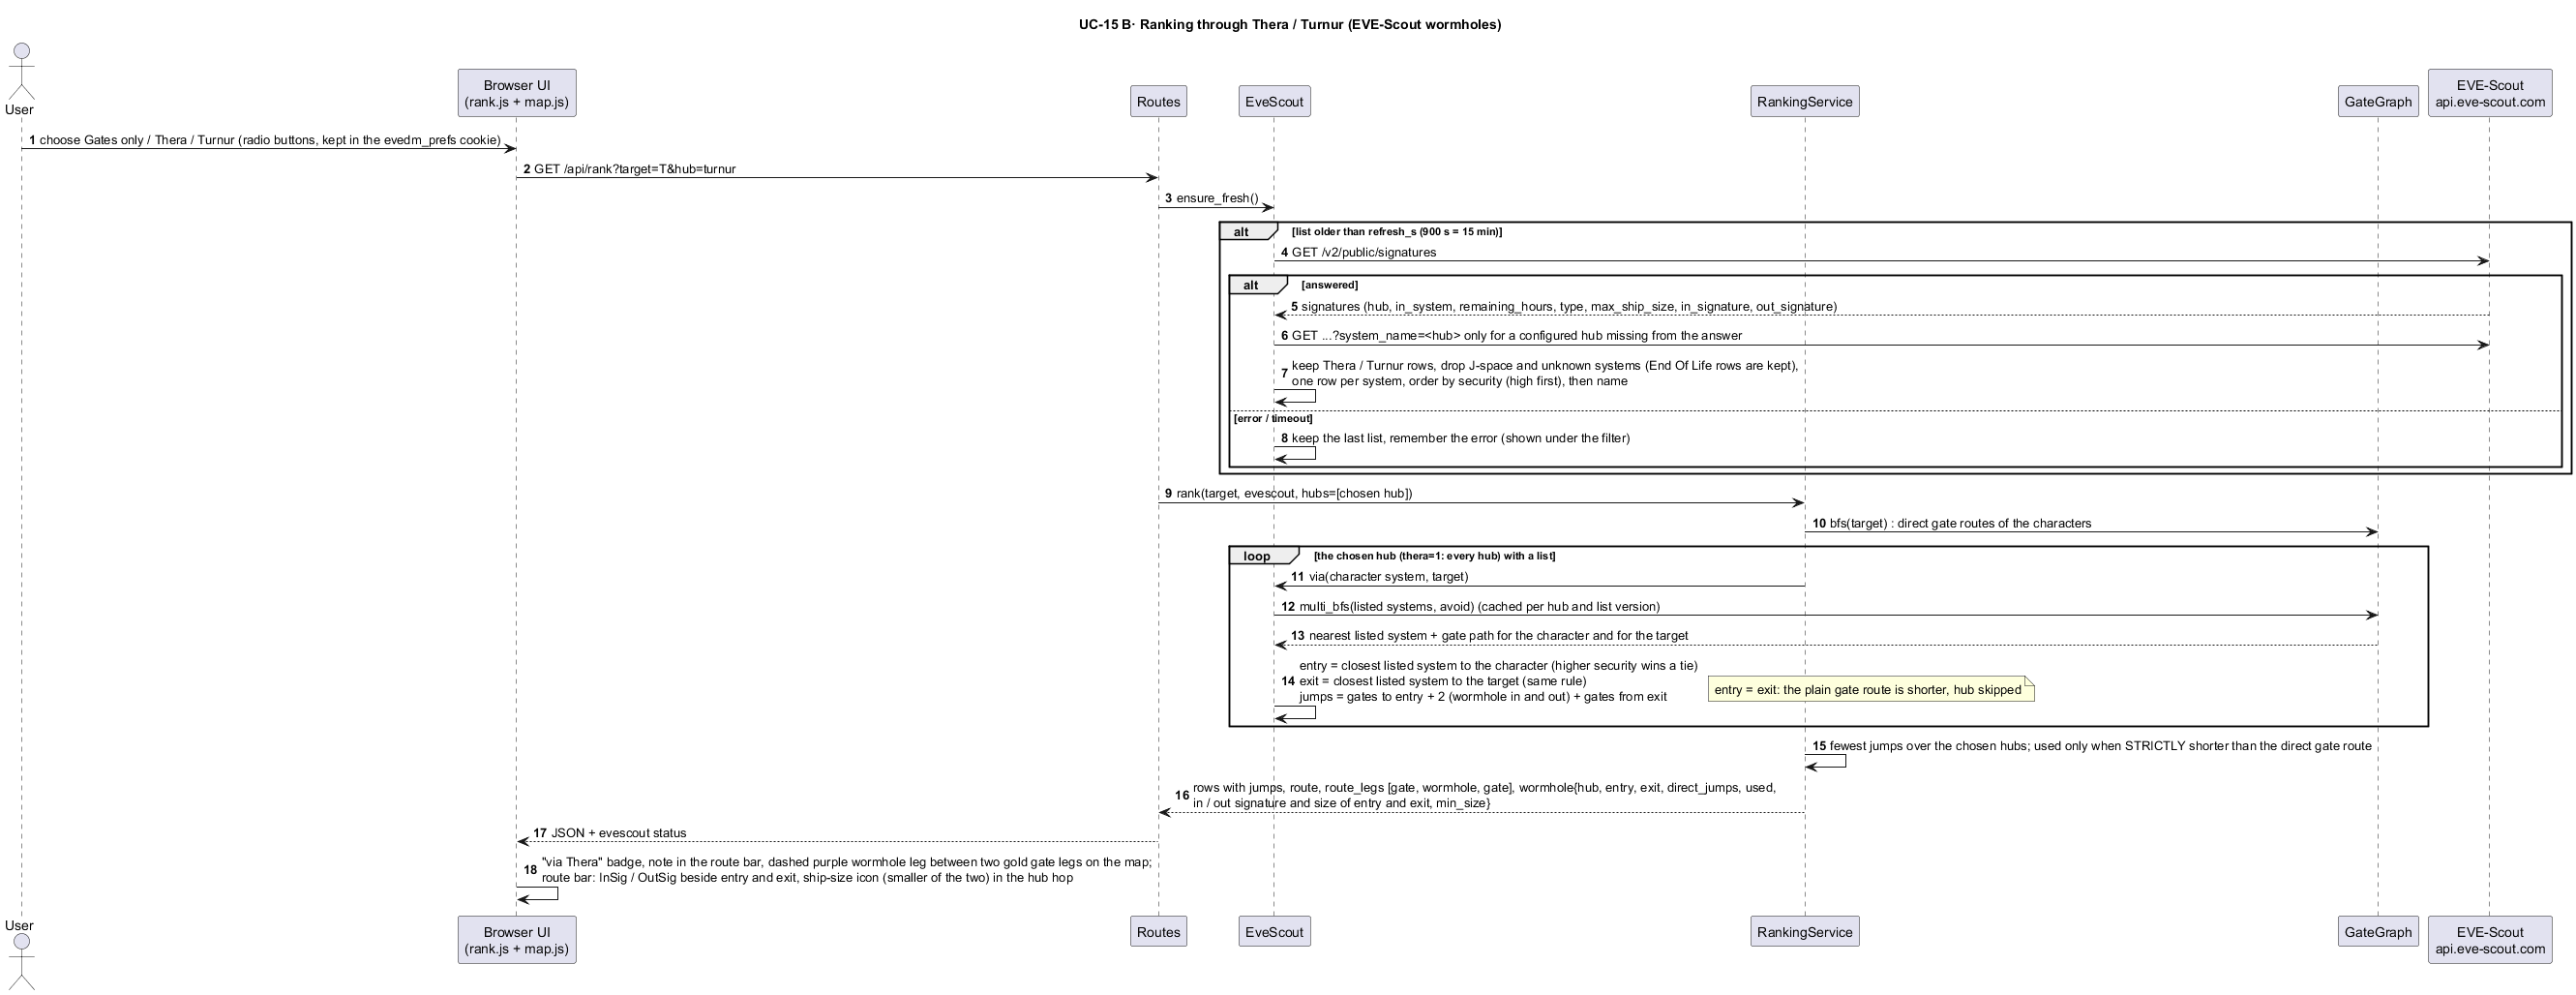 UC-15 B· Ranking through Thera / Turnur (EVE-Scout wormholes)
User
Browser UI
(rank.js + map.js)
Routes
EveScout
RankingService
GateGraph
EVE-Scout
api.eve-scout.com
1 choose Gates only / Thera / Turnur (radio buttons, kept in the evedm_prefs cookie)
2 GET /api/rank?target=T&hub=turnur
3 ensure_fresh()
alt [list older than refresh_s (900 s = 15 min)]
4 GET /v2/public/signatures
alt [answered]
5 signatures (hub, in_system, remaining_hours, type, max_ship_size, in_signature, out_signature)
6 GET ...?system_name=<hub> only for a configured hub missing from the answer
7 keep Thera / Turnur rows, drop J-space and unknown systems (End Of Life rows are kept),
one row per system, order by security (high first), then name
[error / timeout]
8 keep the last list, remember the error (shown under the filter)
9 rank(target, evescout, hubs=[chosen hub])
10 bfs(target) : direct gate routes of the characters
loop [the chosen hub (thera=1: every hub) with a list]
11 via(character system, target)
12 multi_bfs(listed systems, avoid) (cached per hub and list version)
13 nearest listed system + gate path for the character and for the target
entry = closest listed system to the character (higher security wins a tie)
14 exit = closest listed system to the target (same rule)
jumps = gates to entry + 2 (wormhole in and out) + gates from exit
entry = exit: the plain gate route is shorter, hub skipped
15 fewest jumps over the chosen hubs; used only when STRICTLY shorter than the direct gate route
16 rows with jumps, route, route_legs [gate, wormhole, gate], wormhole{hub, entry, exit, direct_jumps, used,
in / out signature and size of entry and exit, min_size}
17 JSON + evescout status
18 "via Thera" badge, note in the route bar, dashed purple wormhole leg between two gold gate legs on the map;
route bar: InSig / OutSig beside entry and exit, ship-size icon (smaller of the two) in the hub hop
User
Browser UI
(rank.js + map.js)
Routes
EveScout
RankingService
GateGraph
EVE-Scout
api.eve-scout.com